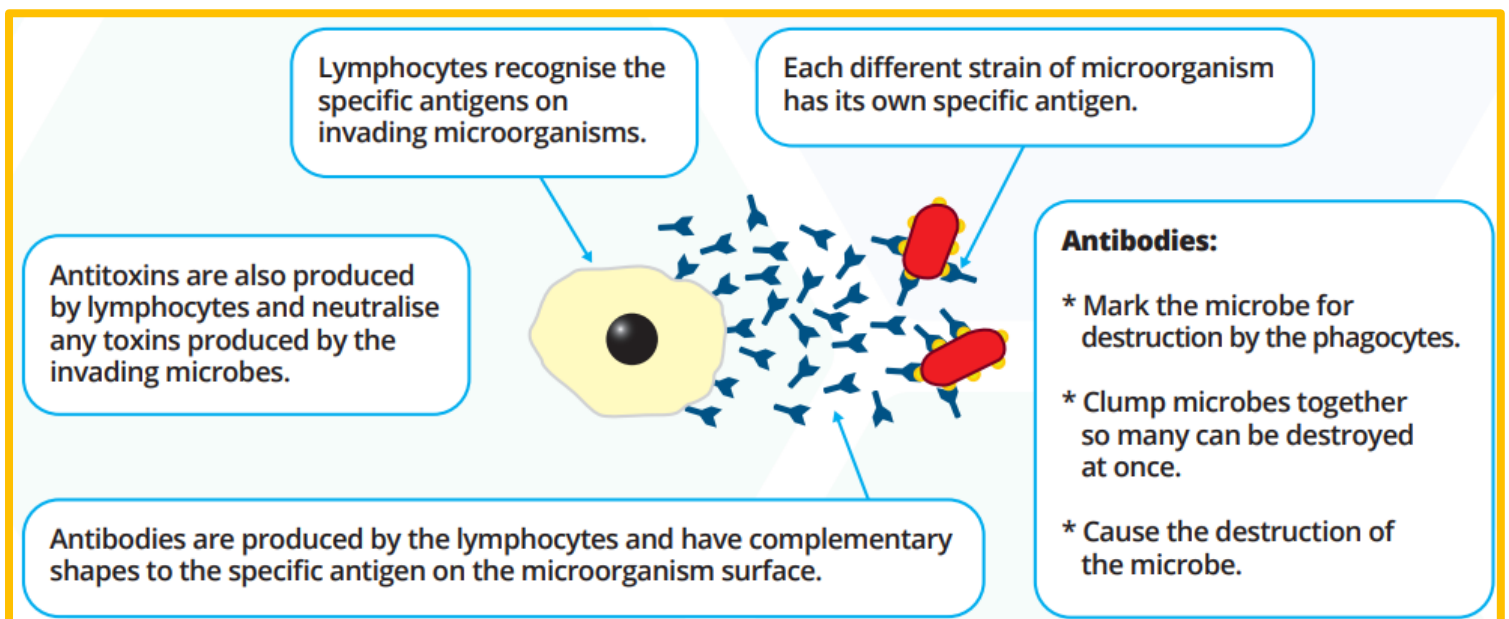 Lymphocytes recognise the
specific antigens on
invading microorganisms.
Each different strain of microorganism
has its own specific antigen.
Antitoxins are also produced
by lymphocytes and neutralise
any toxins produced by the
invading microbes.
Antibodies:
* Mark the microbe for
destruction by the phagocytes.
* Clump microbes together
so many can be destroyed
at once.
* Cause the destruction of
the microbe.
Antibodies are produced by the lymphocytes and have complementary
shapes to the specific antigen on the microorganism surface.